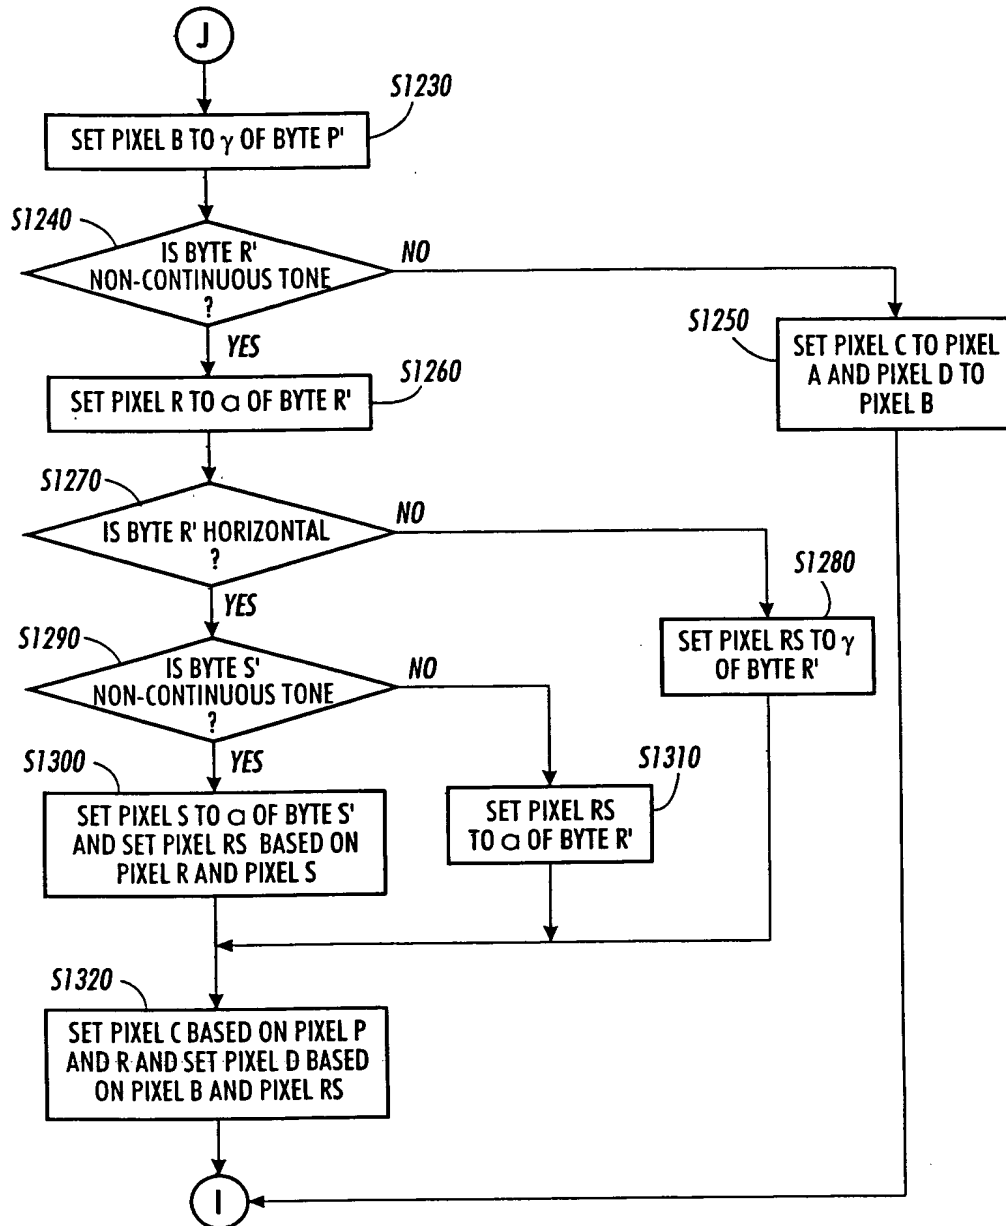 J
S1230
SET PIXEL B TO γ OF BYTE P'
S1240
IS BYTE R'
NON-CONTINUOUS TONE
?
NO
YES
S1250
SET PIXEL C TO PIXEL
A AND PIXEL D TO
PIXEL B
S1260
SET PIXEL R TO α OF BYTE R'
S1270
IS BYTE R' HORIZONTAL
?
NO
YES
S1280
SET PIXEL RS TO γ
OF BYTE R'
S1290
IS BYTE S'
NON-CONTINUOUS TONE
?
NO
YES
S1300
SET PIXEL S TO α OF BYTE S'
AND SET PIXEL RS BASED ON
PIXEL R AND PIXEL S
S1310
SET PIXEL RS
TO α OF BYTE R'
S1320
SET PIXEL C BASED ON PIXEL P
AND R AND SET PIXEL D BASED
ON PIXEL B AND PIXEL RS
I